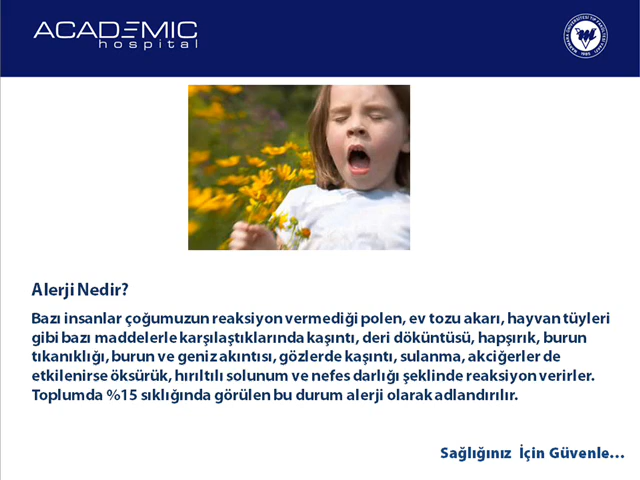 ACADEMIC
hospital
1985
Alerji Nedir?
Bazı insanlar çoğumuzun reaksiyon vermediği polen, ev tozu akarı, hayvan tüyleri
gibi bazı maddelerle karşılaştıklarında kaşıntı, deri döküntüsü, hapşırık, burun
tıkanıklığı, burun ve geniz akıntısı, gözlerde kaşıntı, sulanma, akciğerler de
etkilenirse öksürük, hırıltılı solunum ve nefes darlığı şeklinde reaksiyon verirler.
Toplumda %15 sıklığında görülen bu durum alerji olarak adlandırılır.
Sağlığınız İçin Güvenle...